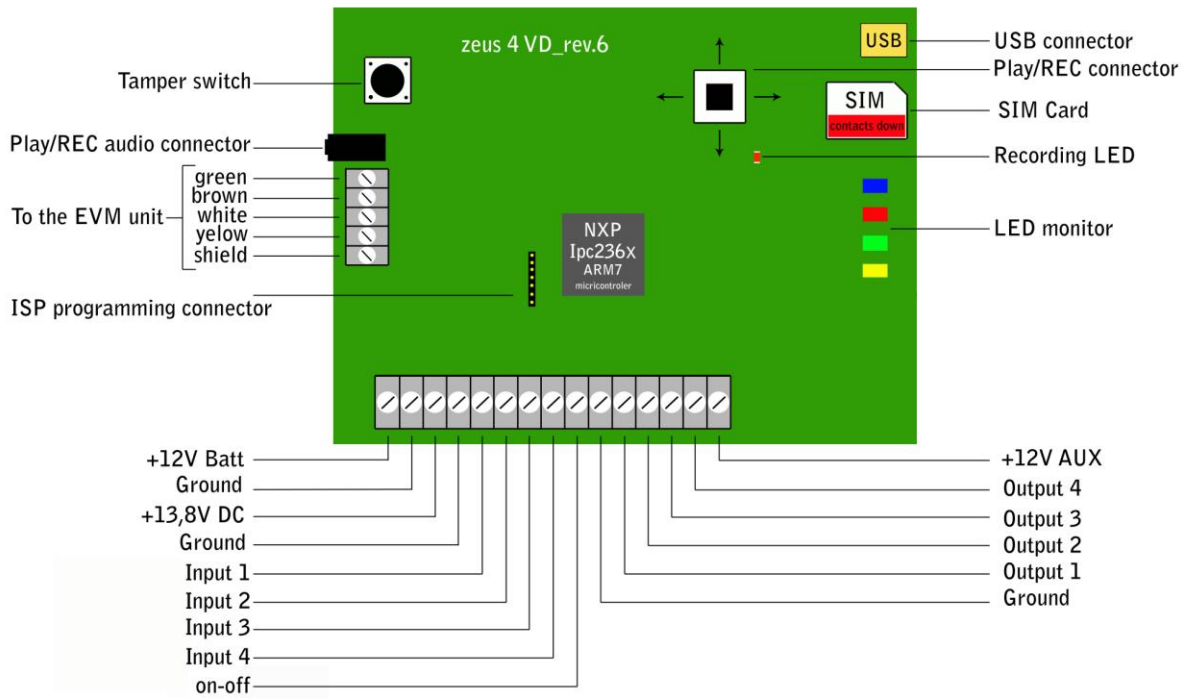 zeus 4 VD_rev.6
USB
USB connector
Play/REC connector
Tamper switch
SIM
contacts down
SIM Card
Play/REC audio connector
Recording LED
green
brown
To the EVM unit
white
yelow
shield
LED monitor
NXP
Ipc236x
ARM7
micricontroler
ISP programming connector
+12V Batt
Ground
+13,8V DC
Ground
Input 1
Input 2
Input 3
Input 4
on-off
+12V AUX
Output 4
Output 3
Output 2
Output 1
Ground